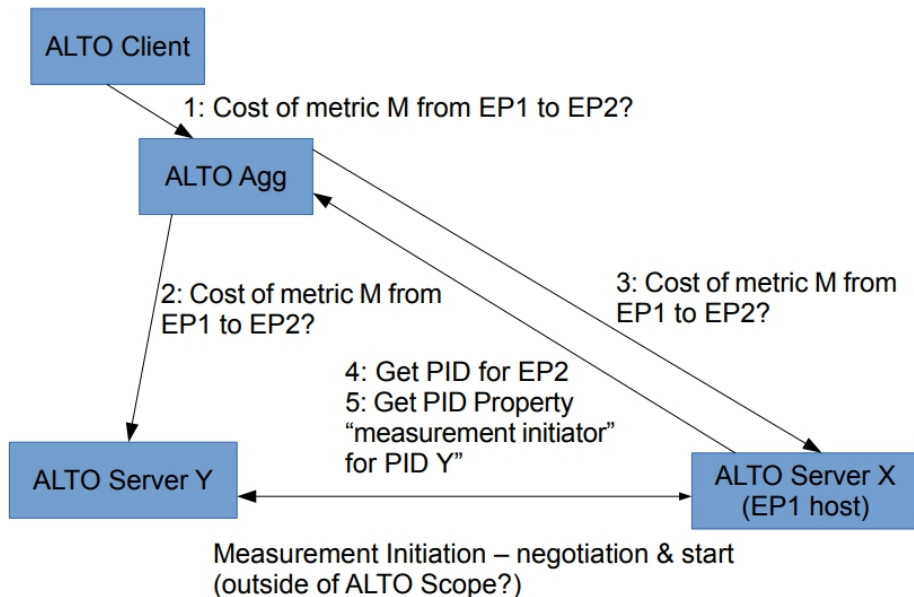 ALTO Client
1: Cost of metric M from EP1 to EP2?
ALTO Agg
2: Cost of metric M from
EP1 to EP2?
3: Cost of metric M from
EP1 to EP2?
4: Get PID for EP2
5: Get PID Property
“measurement initiator”
for PID Y”
ALTO Server Y
ALTO Server X
(EP1 host)
Measurement Initiation – negotiation & start
(outside of ALTO Scope?)